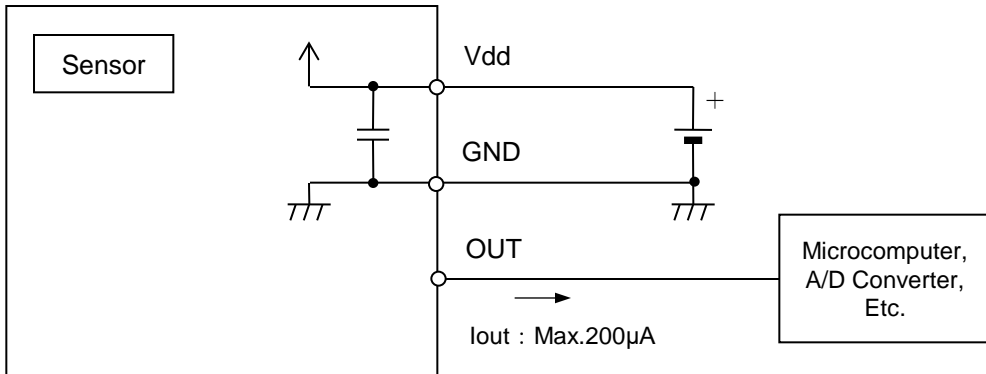 Sensor
Vdd
+
GND
OUT
Microcomputer,
A/D Converter,
Etc.
Iout : Max.200µA